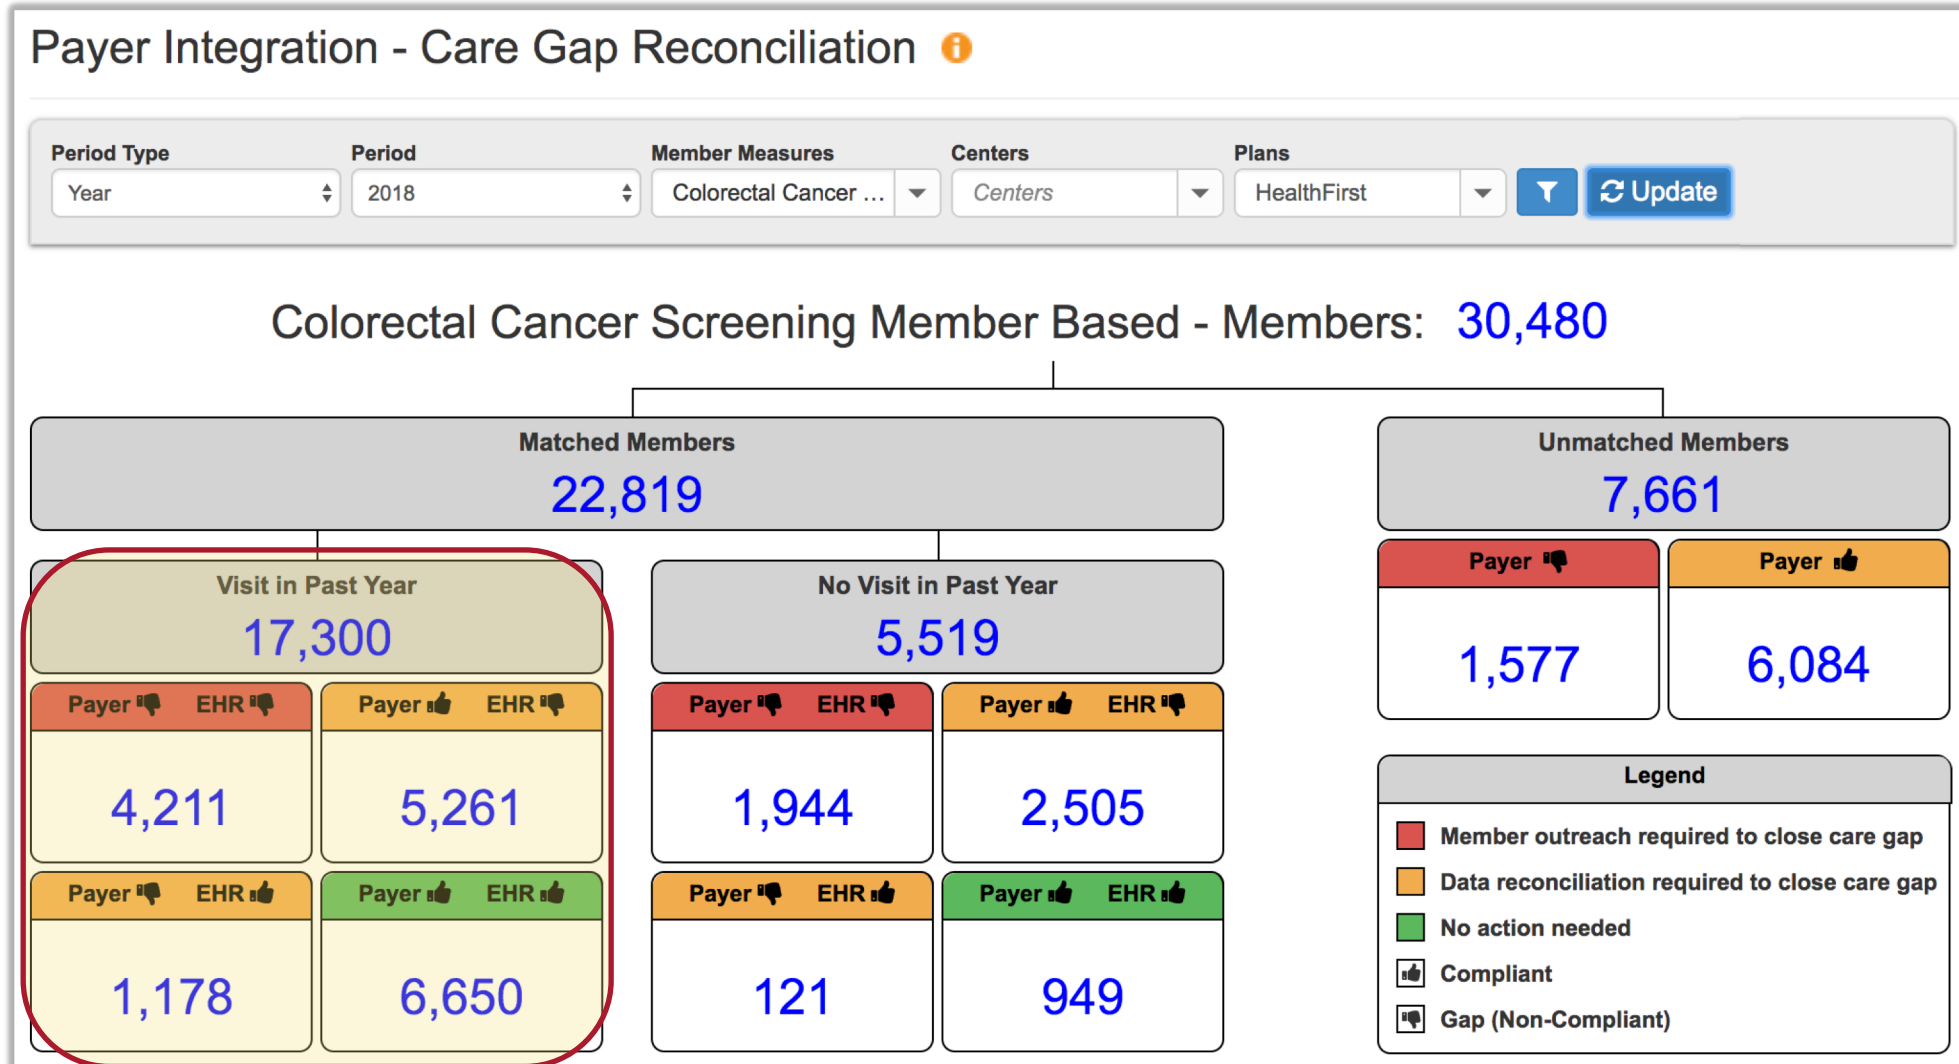 Payer Integration - Care Gap Reconciliation
Period Type Period Member Measures Centers Plans
Year 2018 Colorectal Cancer ... Centers HealthFirst Update
Colorectal Cancer Screening Member Based - Members: 30,480
Matched Members
22,819
Unmatched Members
7,661
Visit in Past Year
17,300
Payer EHR Payer EHR
4,211 5,261
Payer EHR Payer EHR
1,178 6,650
No Visit in Past Year
5,519
Payer EHR Payer EHR
1,944 2,505
Payer EHR Payer EHR
121 949
Payer Payer
1,577 6,084
Legend
Member outreach required to close care gap
Data reconciliation required to close care gap
No action needed
Compliant
Gap (Non-Compliant)